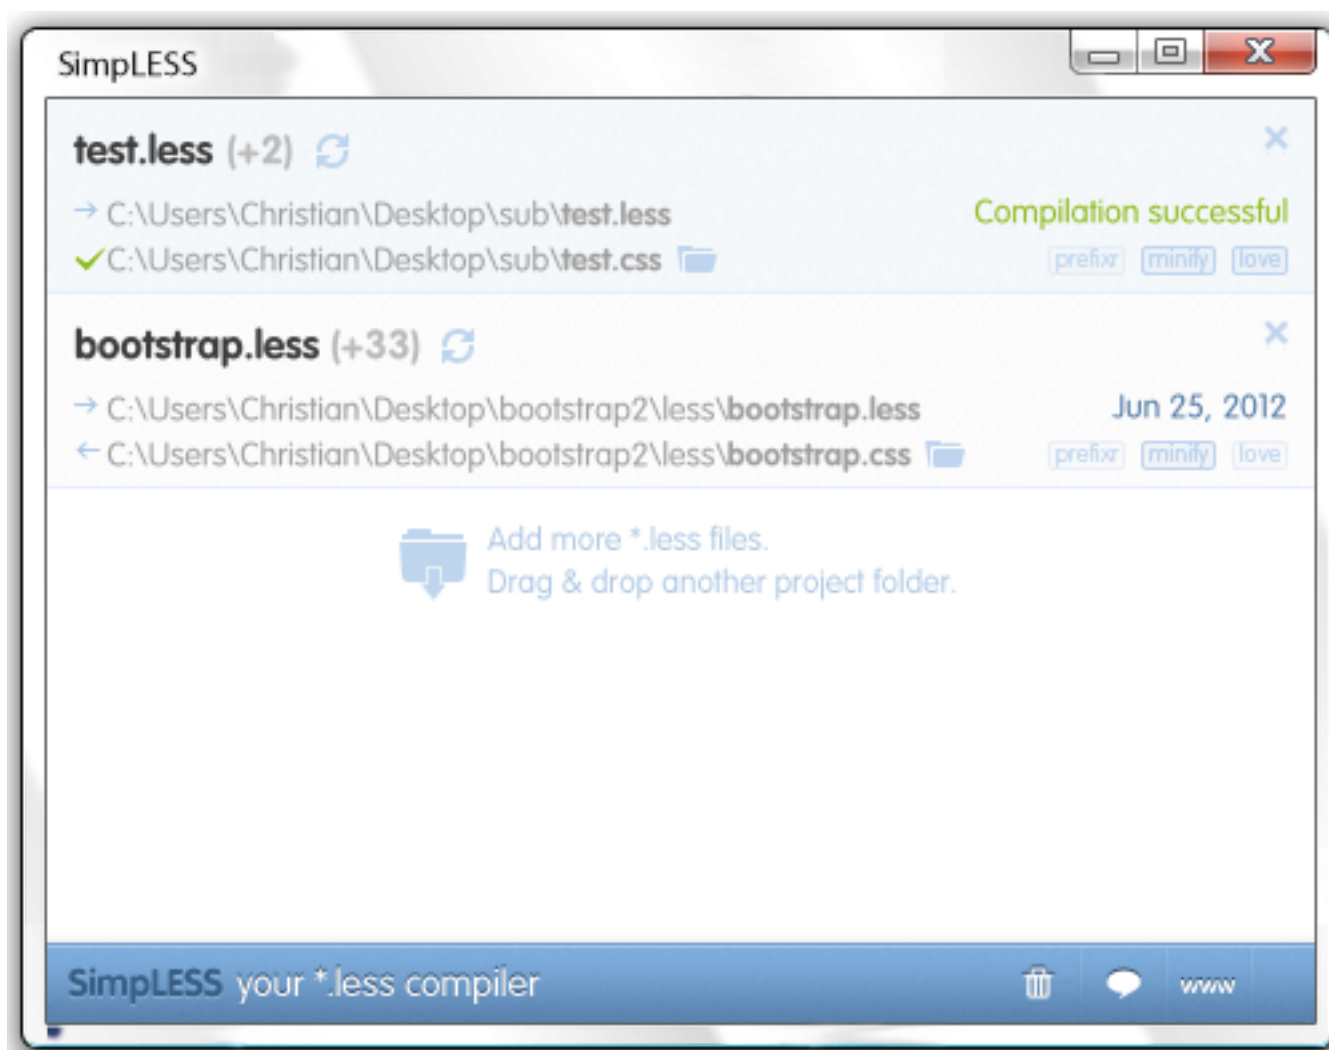 SimpLESS
test.less (+2)
C:\Users\Christian\Desktop\sub\test.less
Compilation successful
C:\Users\Christian\Desktop\sub\test.css
prefixr minify love
bootstrap.less (+33)
C:\Users\Christian\Desktop\bootstrap2\less\bootstrap.less
Jun 25, 2012
C:\Users\Christian\Desktop\bootstrap2\less\bootstrap.css
prefixr minify love
Add more *.less files.
Drag & drop another project folder.
SimpLESS your *.less compiler
www